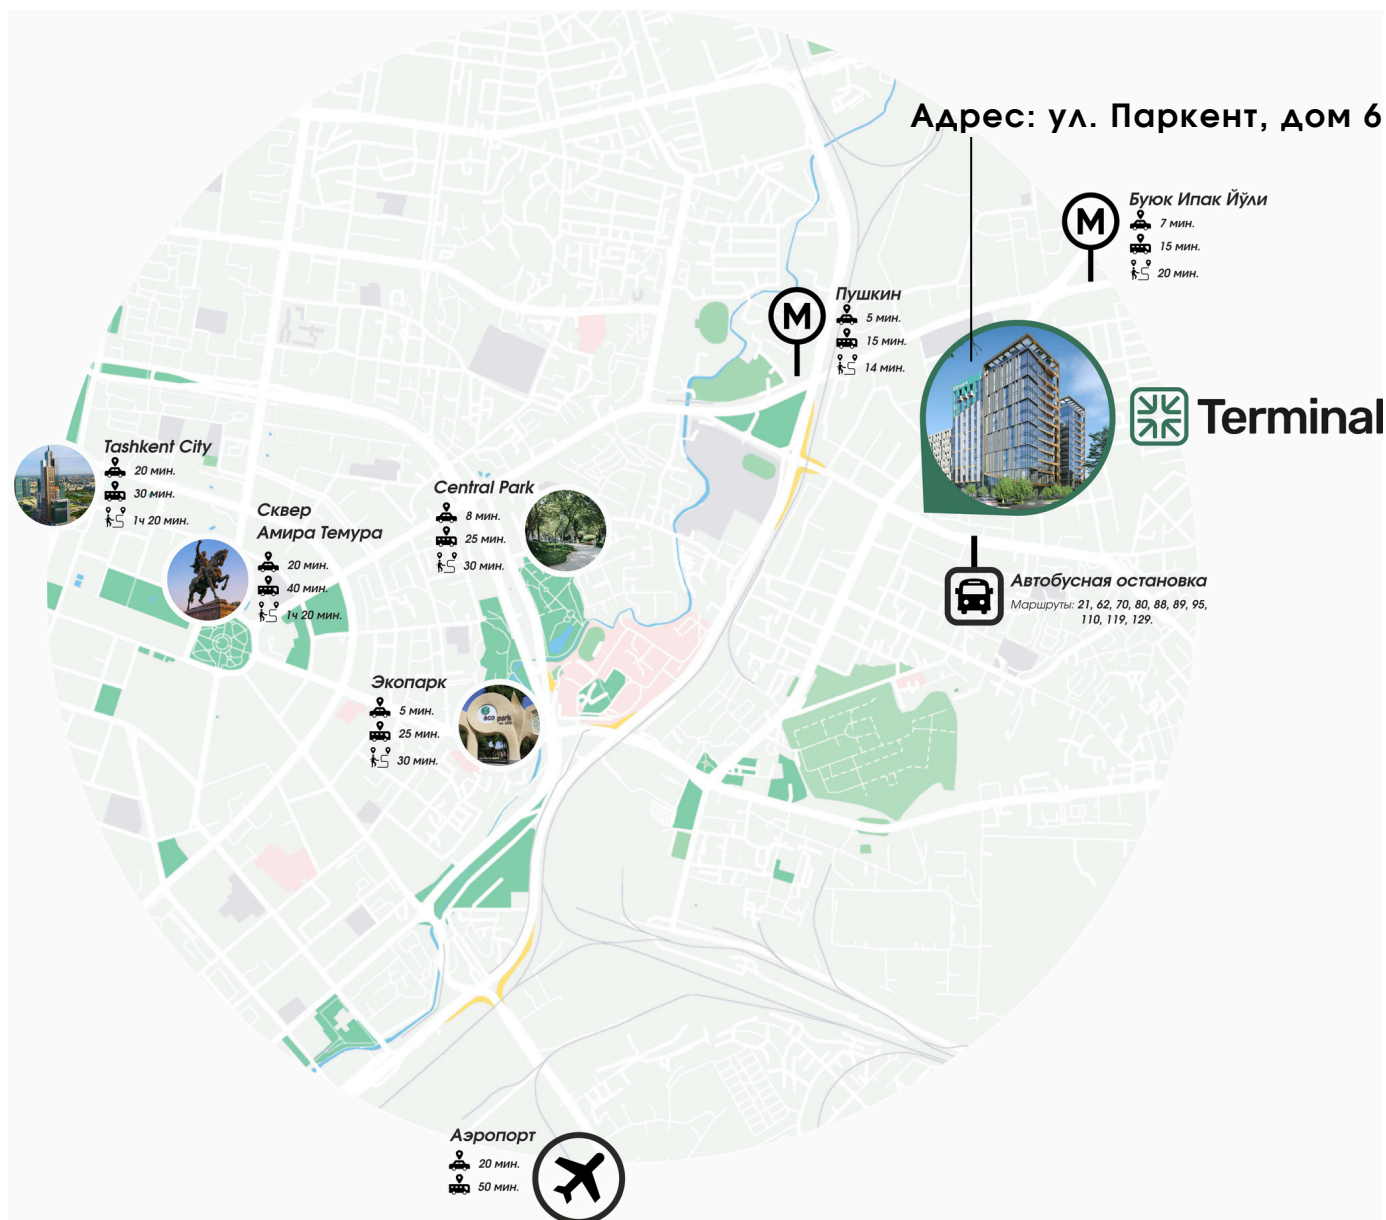 Адрес: ул. Паркент, дом 6
Буюк Ипак Йўли
7 мин.
15 мин.
20 мин.
M
Пушкин
5 мин.
15 мин.
14 мин.
M
Terminal
Tashkent City
20 мин.
30 мин.
1ч 20 мин.
Сквер
Амира Темура
20 мин.
40 мин.
1ч 20 мин.
Central Park
8 мин.
25 мин.
30 мин.
Автобусная остановка
Маршруты: 21, 62, 70, 80, 88, 89, 95,
110, 119, 129.
Экопарк
5 мин.
25 мин.
30 мин.
eco park
Аэропорт
20 мин.
50 мин.